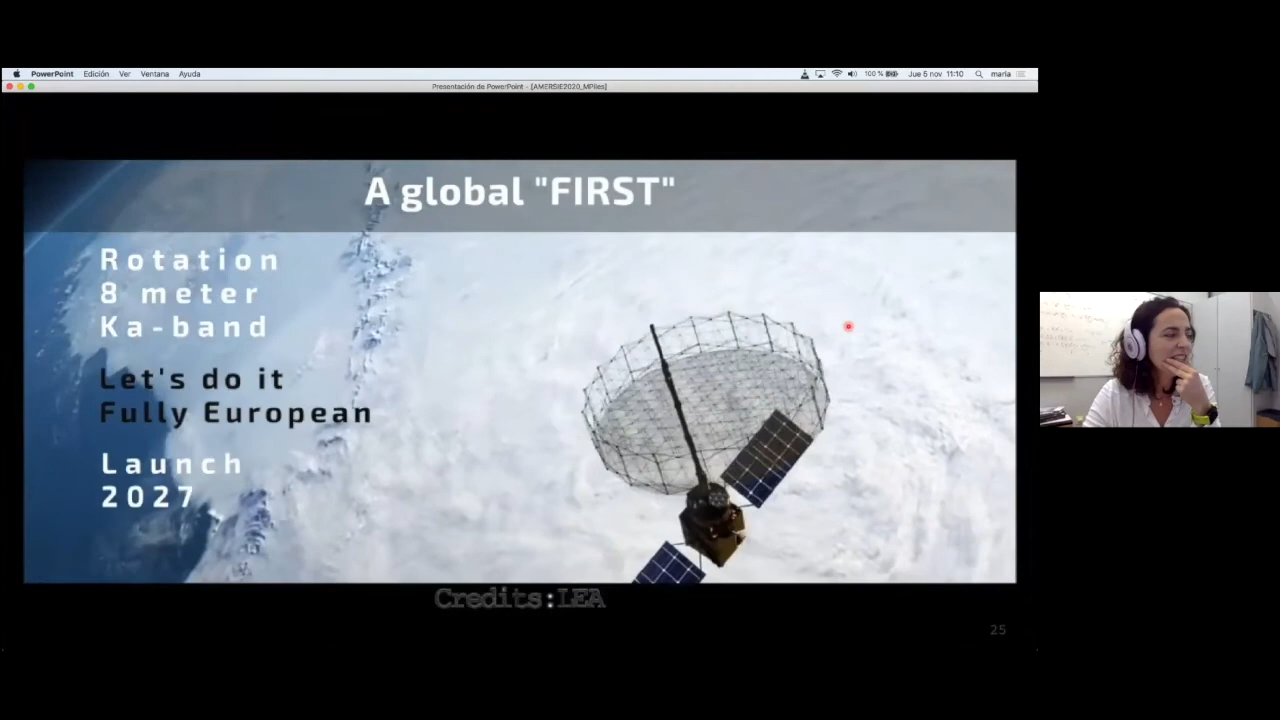 PowerPoint Edición Ver Ventana Ayuda
100 % Jue 5 nov 11:10 maria
Presentación de PowerPoint - [AMERSIE2020_MPiles]
A global "FIRST"
Rotation
8 meter
Ka-band
Let's do it
Fully European
Launch
2027
Credits:LEA
25